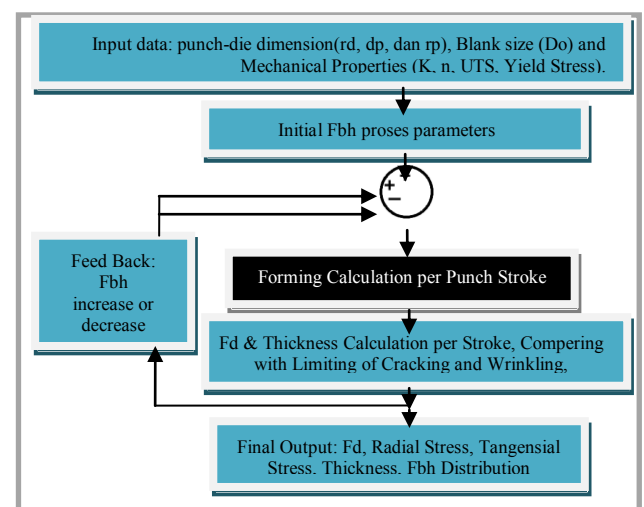 Input data: punch-die dimension(rd, dp, dan rp), Blank size (Do) and
Mechanical Properties (K, n, UTS, Yield Stress).
Initial Fbh proses parameters
+
−
Feed Back:
Fbh
increase or
decrease
Forming Calculation per Punch Stroke
Fd & Thickness Calculation per Stroke, Compering
with Limiting of Cracking and Wrinkling,
Final Output: Fd, Radial Stress, Tangensial
Stress. Thickness. Fbh Distribution